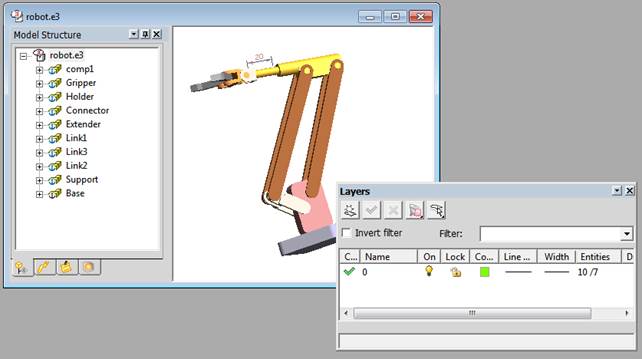 robot.e3
Model Structure
robot.e3
comp1
Gripper
Holder
Connector
Extender
Link1
Link3
Link2
Support
Base
20
Layers
Invert filter
Filter:
C... Name On Lock Co... Line ... Width Entities D
0 10 /7